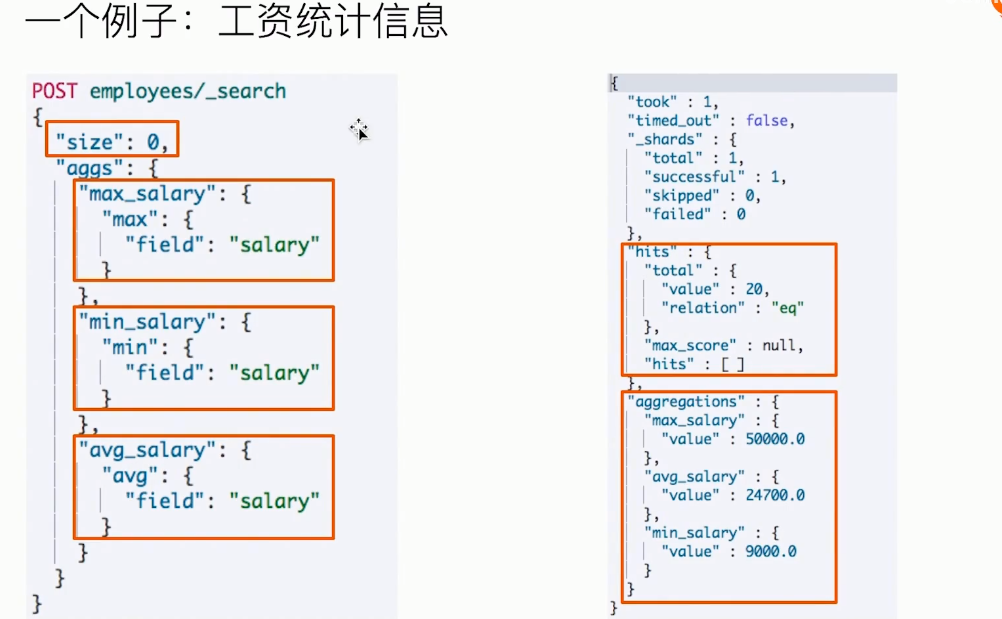 一个例子：工资统计信息
POST employees/_search
{
"size": 0,
"aggs": {
"max_salary": {
"max": {
"field": "salary"
}
},
"min_salary": {
"min": {
"field": "salary"
}
},
"avg_salary": {
"avg": {
"field": "salary"
}
}
}
}
{
"took" : 1,
"timed_out" : false,
"_shards" : {
"total" : 1,
"successful" : 1,
"skipped" : 0,
"failed" : 0
},
"hits" : {
"total" : {
"value" : 20,
"relation" : "eq"
},
"max_score" : null,
"hits" : [ ]
},
"aggregations" : {
"max_salary" : {
"value" : 50000.0
},
"avg_salary" : {
"value" : 24700.0
},
"min_salary" : {
"value" : 9000.0
}
}
}